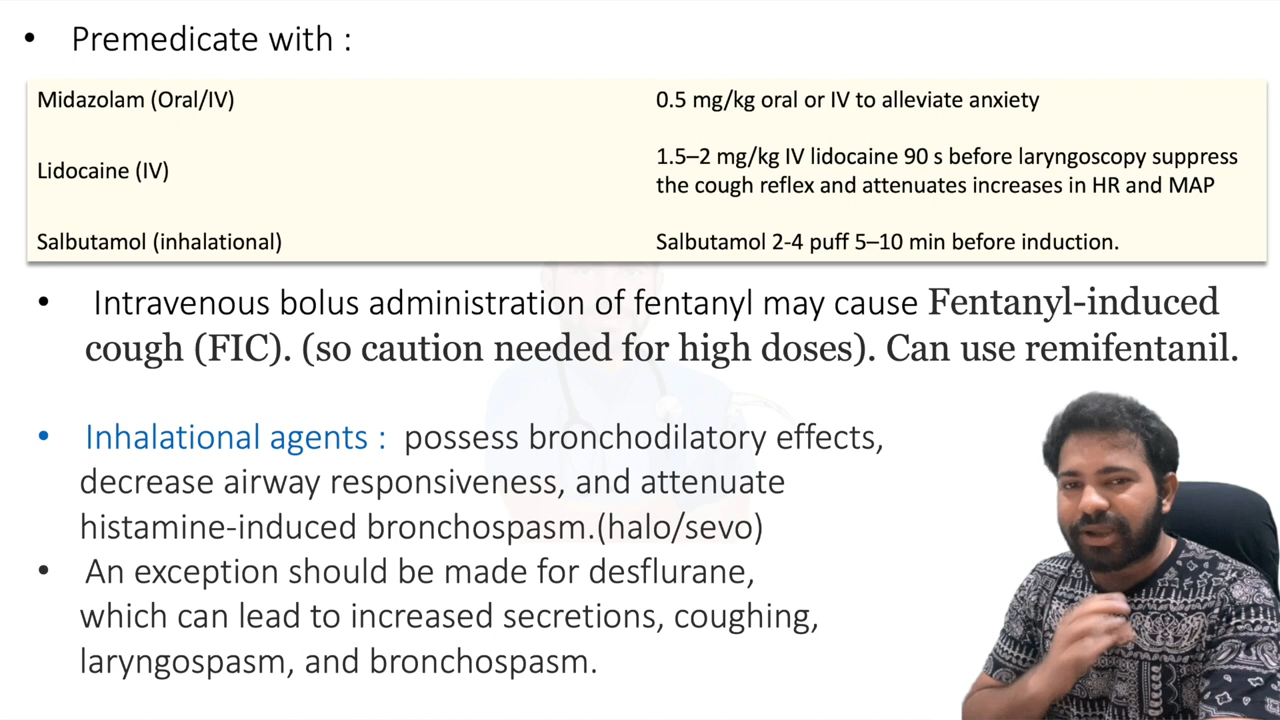 • Premedicate with :
Midazolam (Oral/IV)
0.5 mg/kg oral or IV to alleviate anxiety
Lidocaine (IV)
1.5–2 mg/kg IV lidocaine 90 s before laryngoscopy suppress
the cough reflex and attenuates increases in HR and MAP
Salbutamol (inhalational)
Salbutamol 2-4 puff 5–10 min before induction.
• Intravenous bolus administration of fentanyl may cause Fentanyl-induced
cough (FIC). (so caution needed for high doses). Can use remifentanil.
• Inhalational agents : possess bronchodilatory effects,
decrease airway responsiveness, and attenuate
histamine-induced bronchospasm.(halo/sevo)
• An exception should be made for desflurane,
which can lead to increased secretions, coughing,
laryngospasm, and bronchospasm.